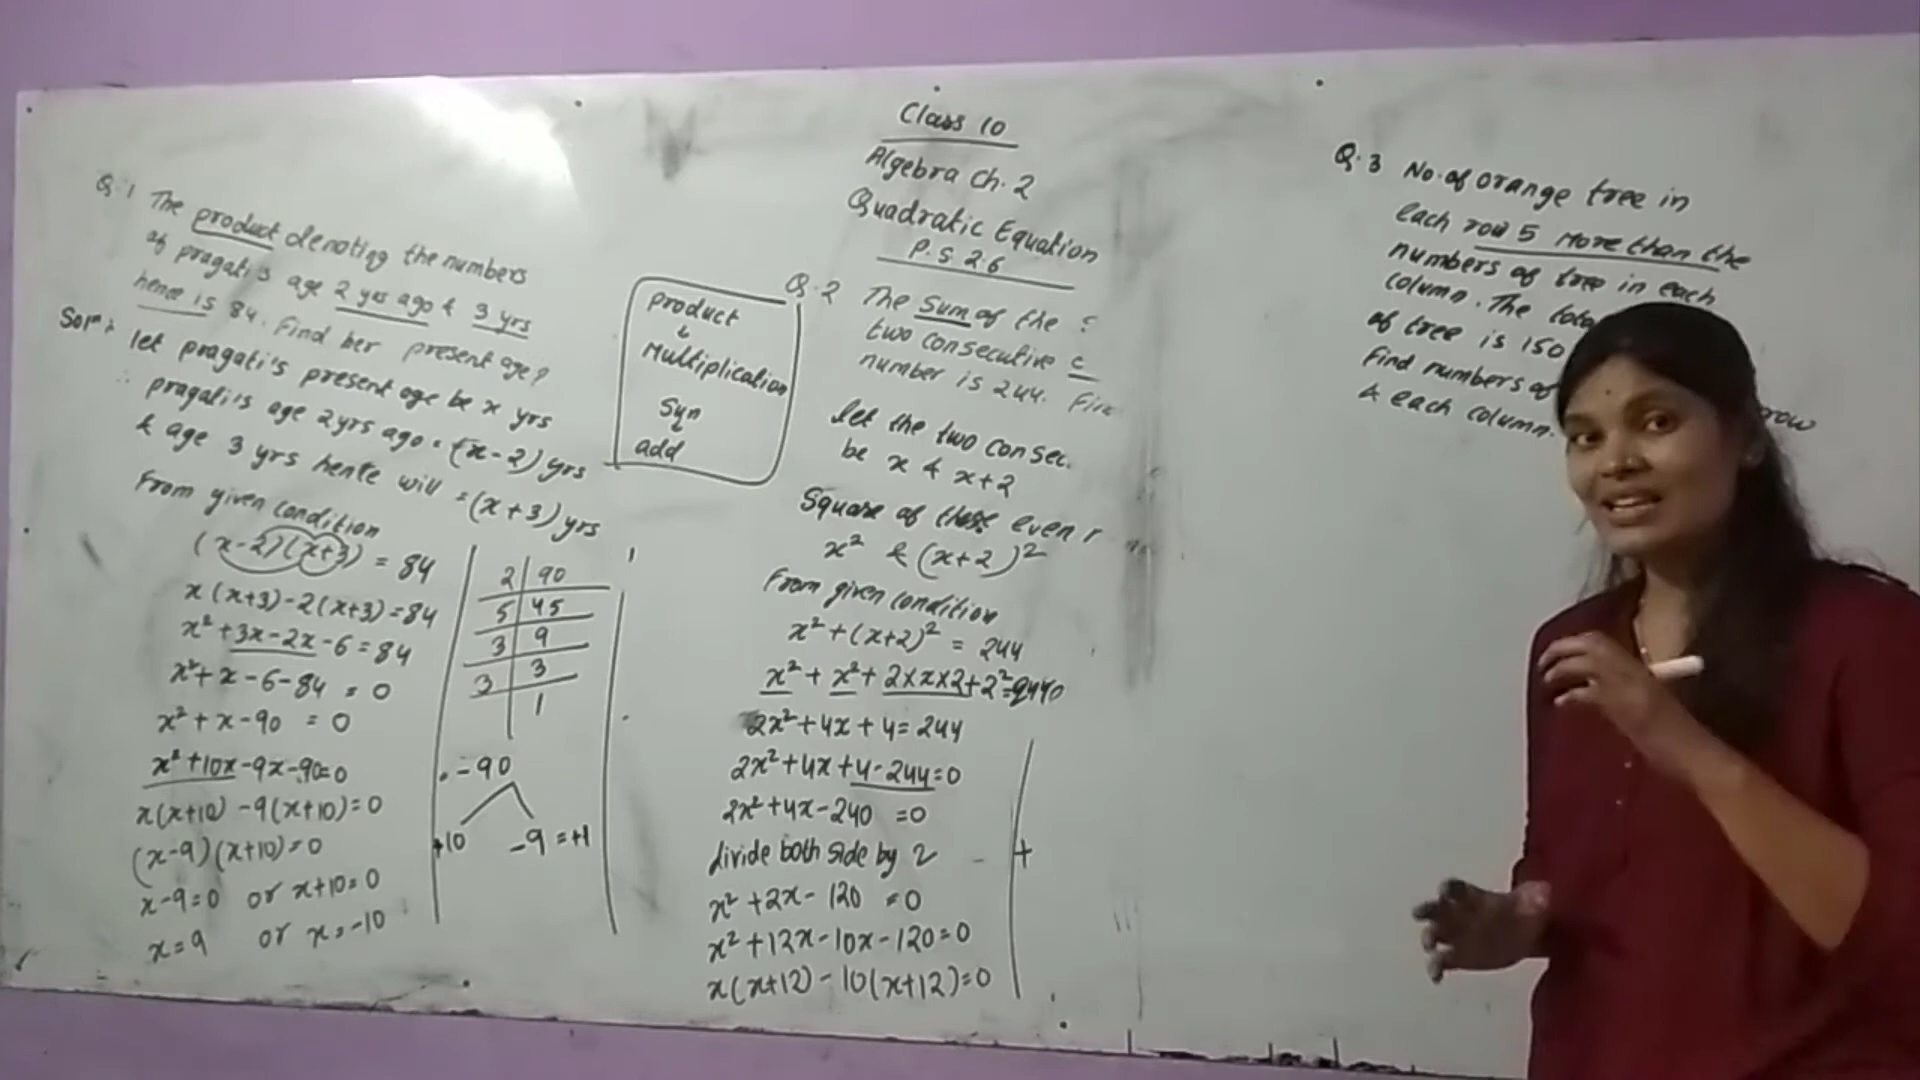 Class 10
Algebra Ch. 2
Quadratic Equation
P.S 2.6
Q.1 The product denoting the numbers
of pragati's age 2 yrs ago & 3 yrs
hence is 84. Find her present age?
Solⁿ: let pragati's present age be x yrs
∴ pragati's age 2yrs ago = (x-2) yrs
& age 3 yrs hence will = (x+3) yrs
From given condition
(x-2)(x+3) = 84
x(x+3)-2(x+3)=84
x²+3x-2x-6=84
x²+x-6-84=0
x²+x-90=0
x²+10x-9x-90=0
x(x+10)-9(x+10)=0
(x-9)(x+10)=0
x-9=0 or x+10=0
x=9 or x=-10
2 | 90
5 | 45
3 | 9
3 | 3
1
-90
+10 -9 = +1
product
↓
Multiplication
add
Q.2 The Sum of the
two consecutive
number is 244.
let the two consec.
be x & x+2
Square of these even
x² & (x+2)²
From given condition
x²+(x+2)² = 244
x² + x² + 2×x×2+2²
2x²+4x+4=244
2x²+4x+4-244=0
2x²+4x-240=0
divide both side by 2
x²+2x-120=0
x²+12x-10x-120=0
x(x+12)-10(x+12)=0
- +
Q.3 No. of orange tree in
each row 5 More than the
numbers of tree in each
column. The
of tree is 150
Find numbers of row
& each column.